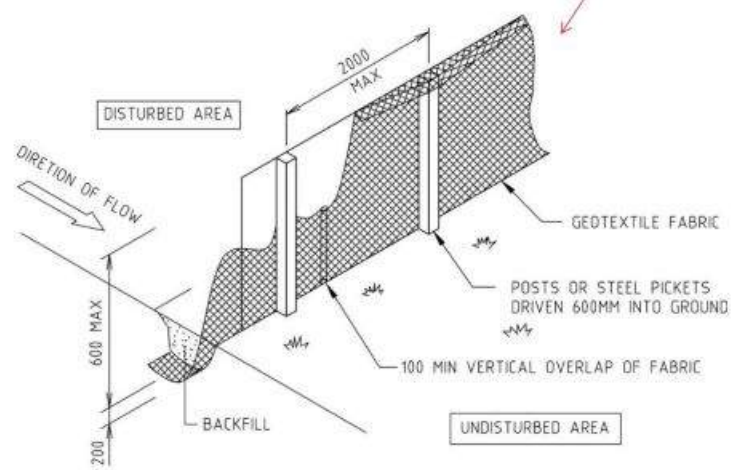 2000
MAX
DISTURBED AREA
DIRETION OF FLOW
GEOTEXTILE FABRIC
POSTS OR STEEL PICKETS
DRIVEN 600MM INTO GROUND
600 MAX
100 MIN VERTICAL OVERLAP OF FABRIC
BACKFILL
UNDISTURBED AREA
200